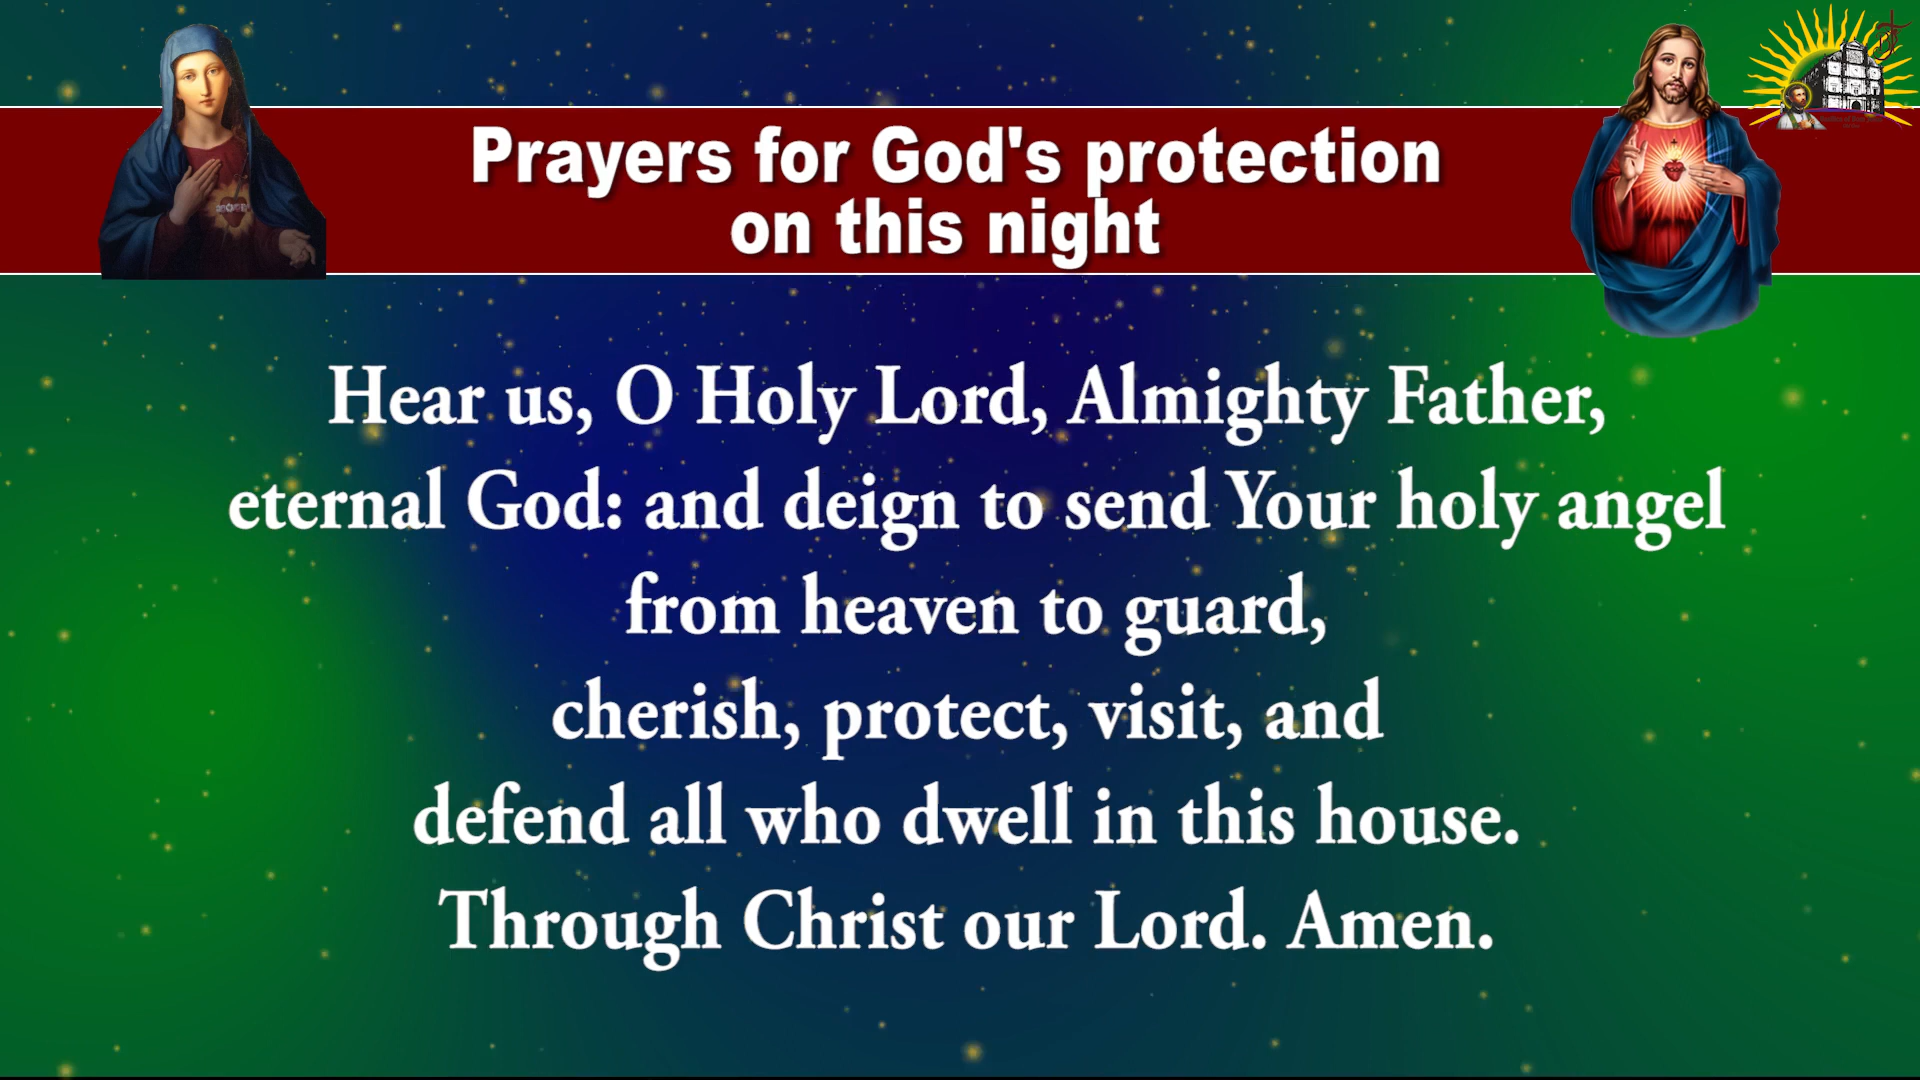 Prayers for God's protection
on this night
Hear us, O Holy Lord, Almighty Father,
eternal God: and deign to send Your holy angel
from heaven to guard,
cherish, protect, visit, and
defend all who dwell in this house.
Through Christ our Lord. Amen.